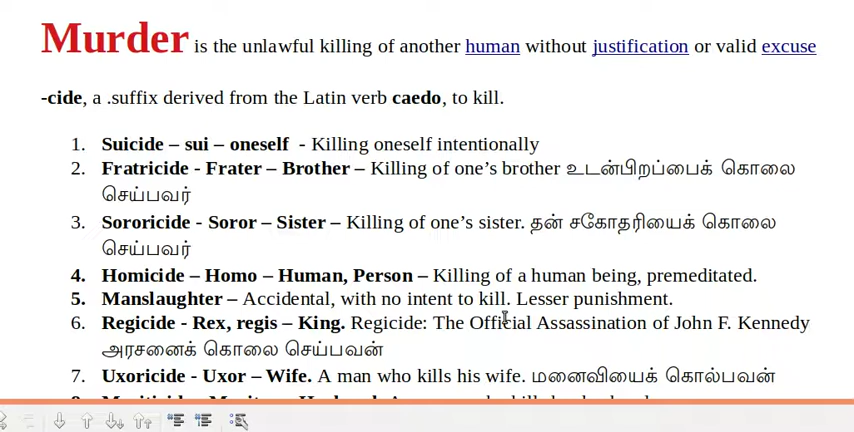 Murder is the unlawful killing of another human without justification or valid excuse
-cide, a .suffix derived from the Latin verb caedo, to kill.
1. Suicide – sui – oneself - Killing oneself intentionally
2. Fratricide - Frater – Brother – Killing of one’s brother உடன்பிறப்பைக் கொலை
செய்பவர்
3. Sororicide - Soror – Sister – Killing of one’s sister. தன் சகோதரியைக் கொலை
செய்பவர்
4. Homicide – Homo – Human, Person – Killing of a human being, premeditated.
5. Manslaughter – Accidental, with no intent to kill. Lesser punishment.
6. Regicide - Rex, regis – King. Regicide: The Official Assassination of John F. Kennedy
அரசனைக் கொலை செய்பவன்
7. Uxoricide - Uxor – Wife. A man who kills his wife. மனைவியைக் கொல்பவன்